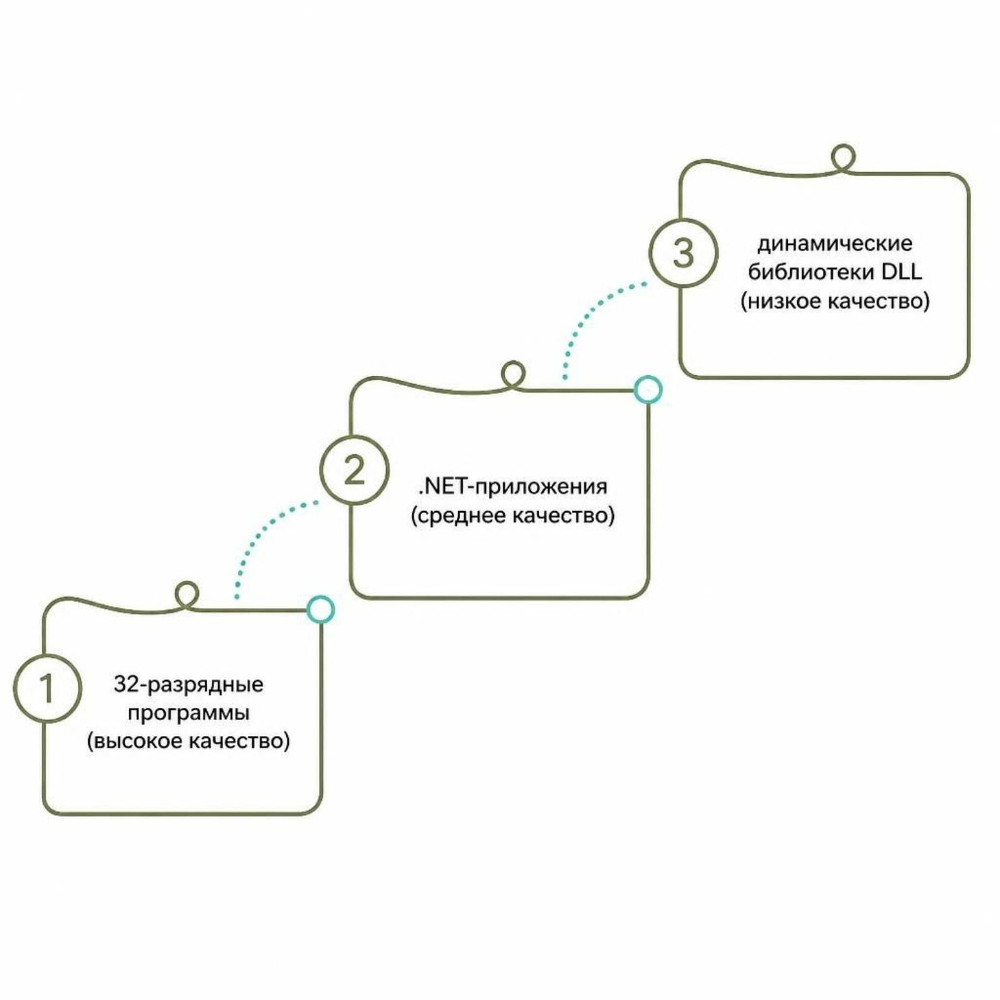 3
динамические
библиотеки DLL
(низкое качество)
2
.NET-приложения
(среднее качество)
1
32-разрядные
программы
(высокое качество)